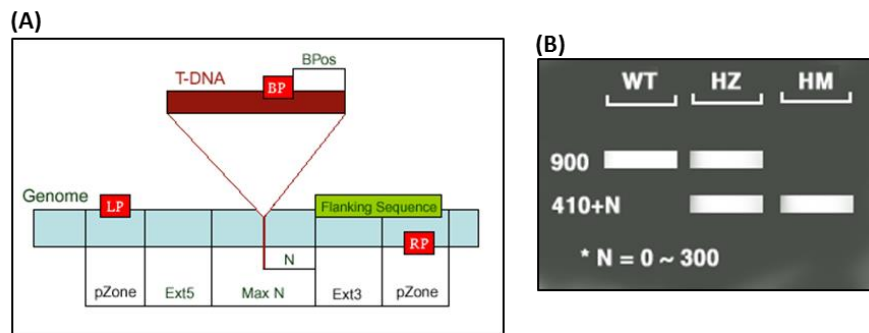 (A)
BPos
T-DNA
BP
Genome
LP
Flanking Sequence
RP
N
pZone
Ext5
Max N
Ext3
pZone
(B)
WT HZ HM
900
410+N
* N = 0 ~ 300